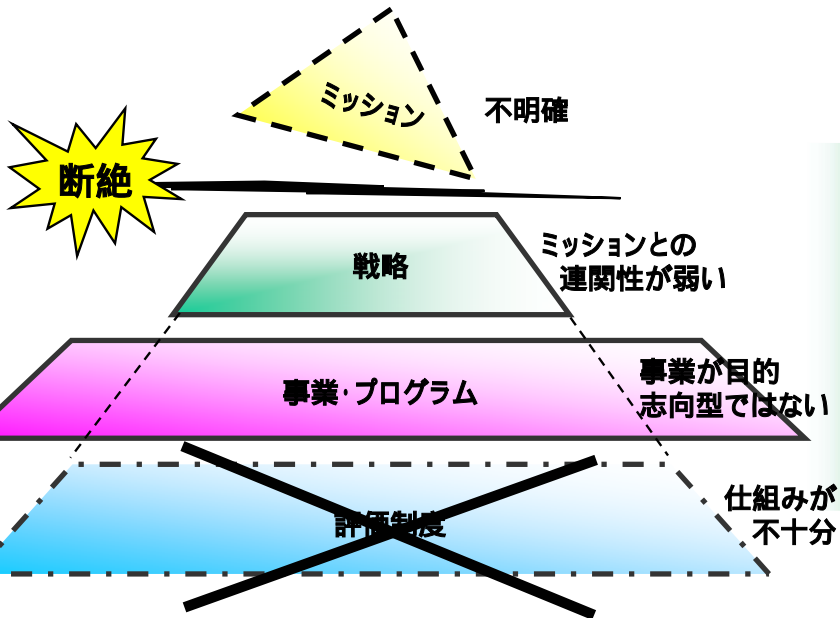 ミッション
不明確
断絶
戦略
ミッションとの
連関性が弱い
事業・プログラム
事業が目的
志向型ではない
評価制度
仕組みが
不十分